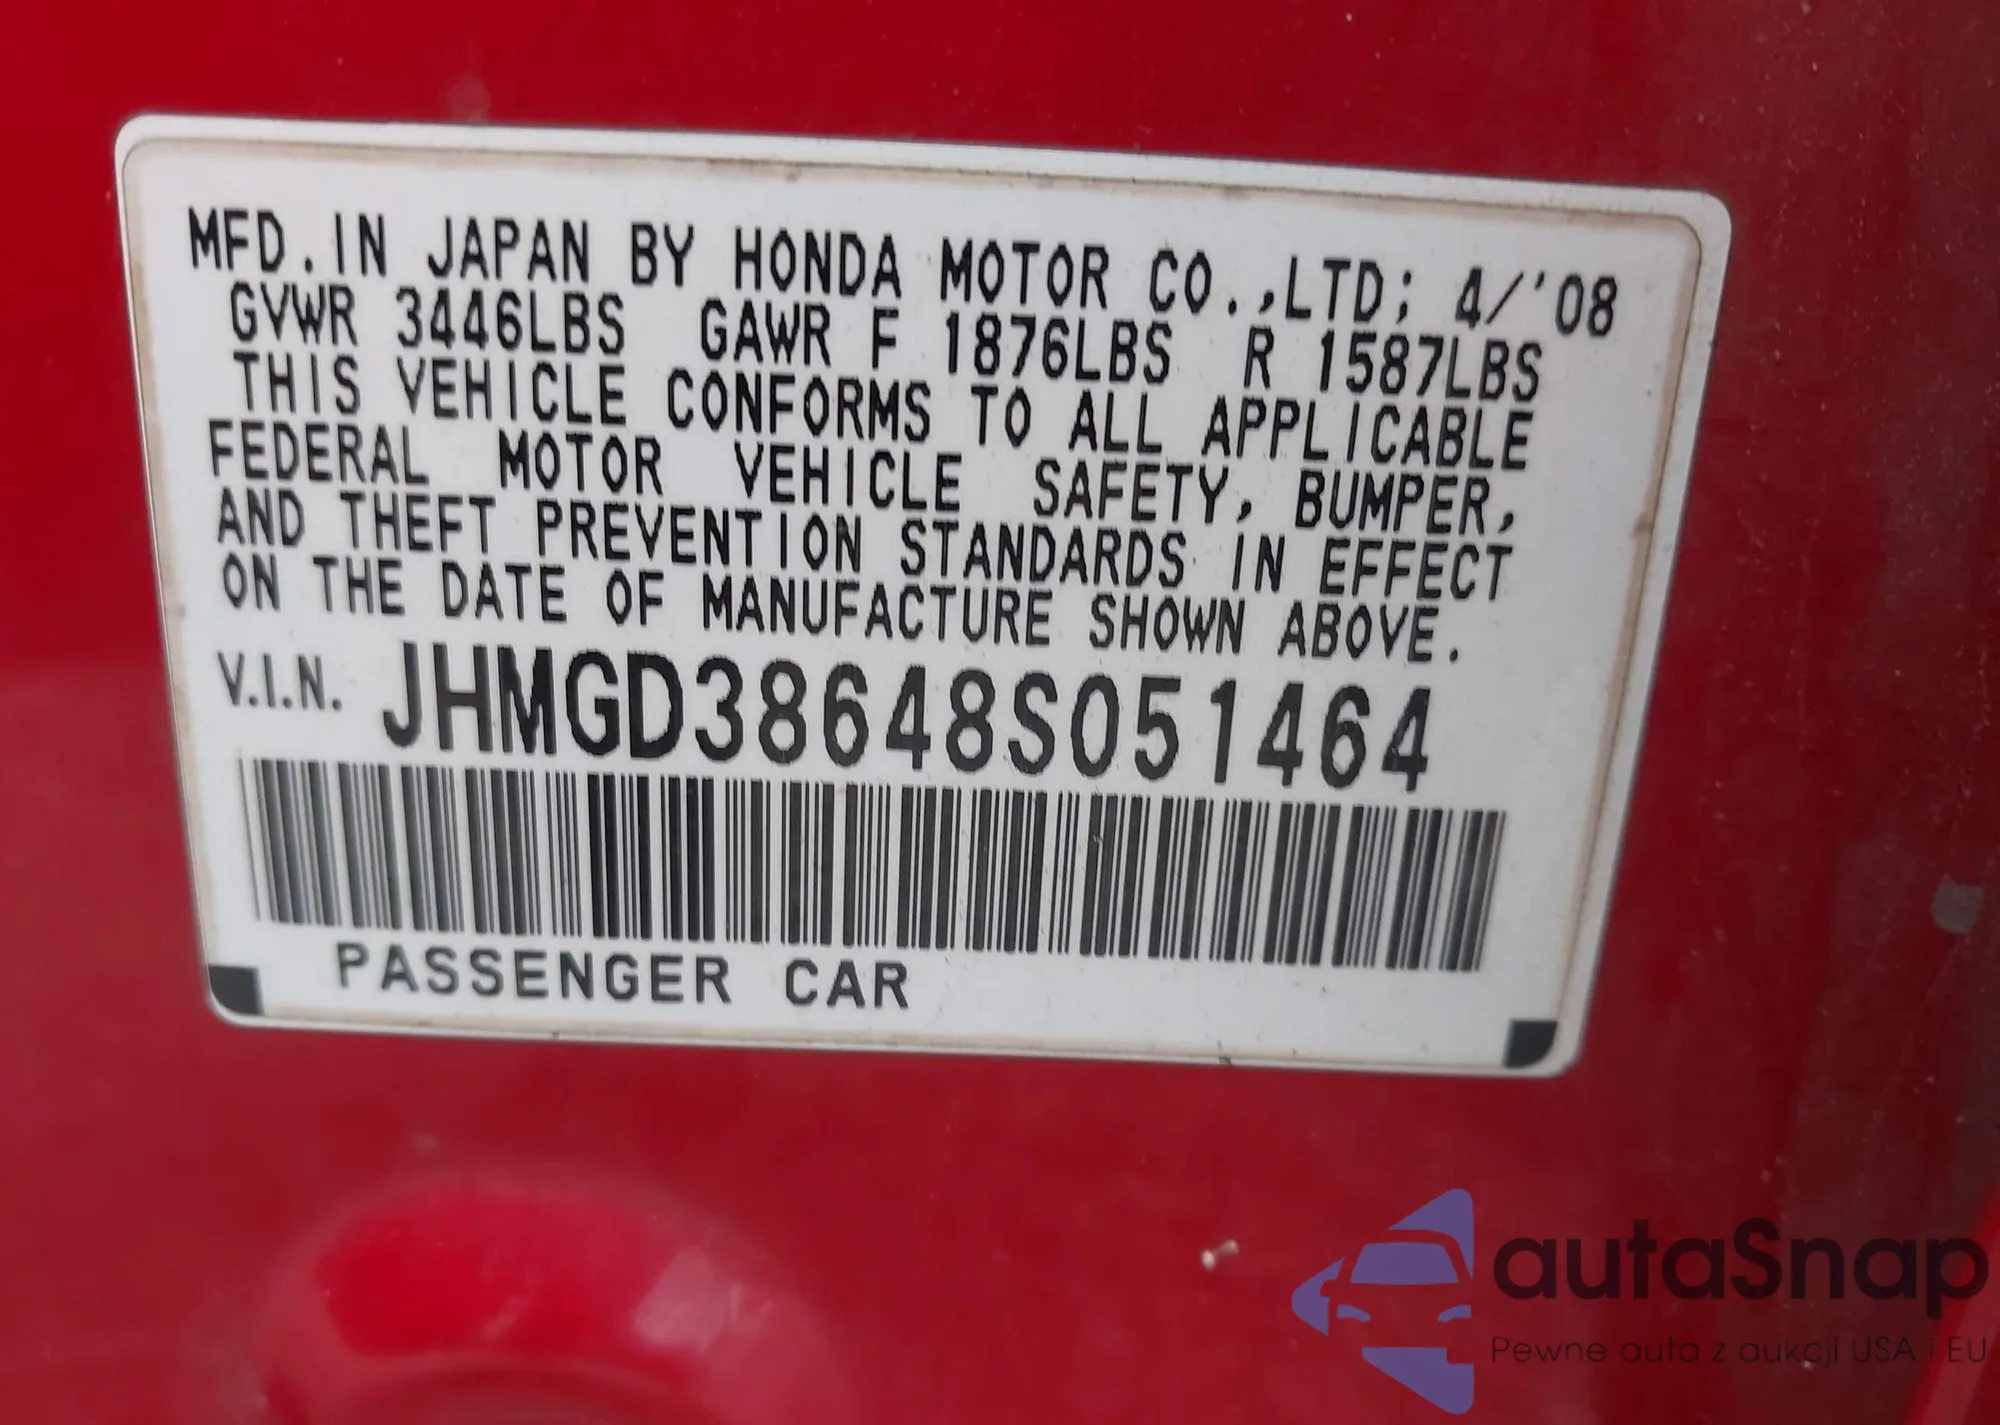 MFD. IN JAPAN BY HONDA MOTOR CO.,LTD; 4/'08
GVWR 3446LBS GAWR F 1876LBS R 1587LBS
THIS VEHICLE CONFORMS TO ALL APPLICABLE
FEDERAL MOTOR VEHICLE SAFETY, BUMPER,
AND THEFT PREVENTION STANDARDS IN EFFECT
ON THE DATE OF MANUFACTURE SHOWN ABOVE.
V.I.N. JHMGD38648S051464
PASSENGER CAR
autaSnap
Pewne auta z aukcji USA i EU